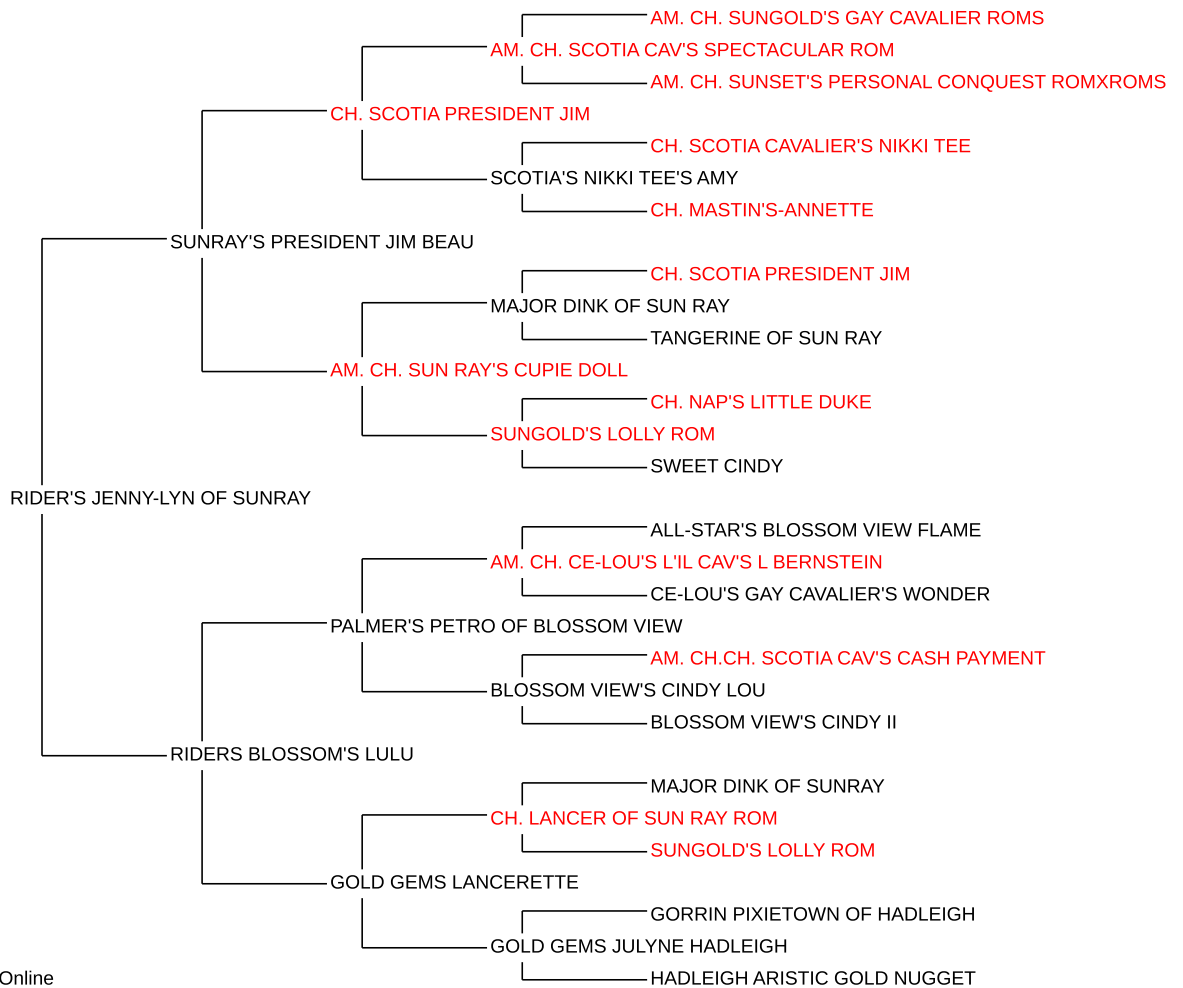 AM. CH. SUNGOLD'S GAY CAVALIER ROMS
AM. CH. SCOTIA CAV'S SPECTACULAR ROM
AM. CH. SUNSET'S PERSONAL CONQUEST ROMXROMS
CH. SCOTIA PRESIDENT JIM
CH. SCOTIA CAVALIER'S NIKKI TEE
SCOTIA'S NIKKI TEE'S AMY
CH. MASTIN'S-ANNETTE
SUNRAY'S PRESIDENT JIM BEAU
CH. SCOTIA PRESIDENT JIM
MAJOR DINK OF SUN RAY
TANGERINE OF SUN RAY
AM. CH. SUN RAY'S CUPIE DOLL
CH. NAP'S LITTLE DUKE
SUNGOLD'S LOLLY ROM
SWEET CINDY
RIDER'S JENNY-LYN OF SUNRAY
ALL-STAR'S BLOSSOM VIEW FLAME
AM. CH. CE-LOU'S L'IL CAV'S L BERNSTEIN
CE-LOU'S GAY CAVALIER'S WONDER
PALMER'S PETRO OF BLOSSOM VIEW
AM. CH.CH. SCOTIA CAV'S CASH PAYMENT
BLOSSOM VIEW'S CINDY LOU
BLOSSOM VIEW'S CINDY II
RIDERS BLOSSOM'S LULU
MAJOR DINK OF SUNRAY
CH. LANCER OF SUN RAY ROM
SUNGOLD'S LOLLY ROM
GOLD GEMS LANCERETTE
GORRIN PIXIETOWN OF HADLEIGH
GOLD GEMS JULYNE HADLEIGH
HADLEIGH ARISTIC GOLD NUGGET
Online